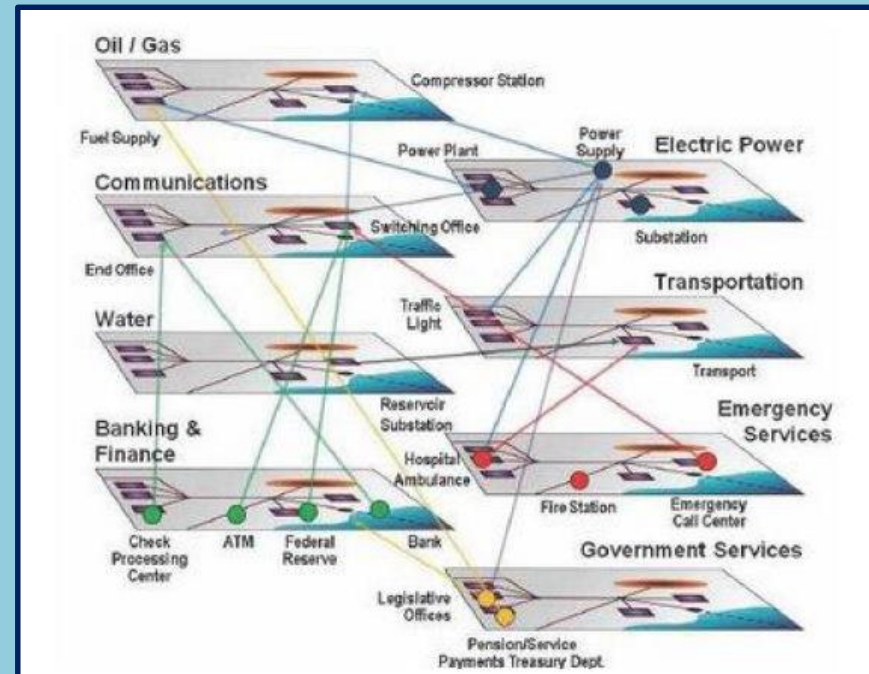 Oil / Gas
Compressor Station
Fuel Supply
Power Plant
Power
Supply
Electric Power
Substation
Communications
Switching Office
End Office
Transportation
Traffic
Light
Transport
Water
Reservoir
Substation
Emergency
Services
Hospital
Ambulance
Fire Station
Emergency
Call Center
Banking &
Finance
Check
Processing
Center
ATM
Federal
Reserve
Bank
Government Services
Legislative
Offices
Pension/Service
Payments Treasury Dept.